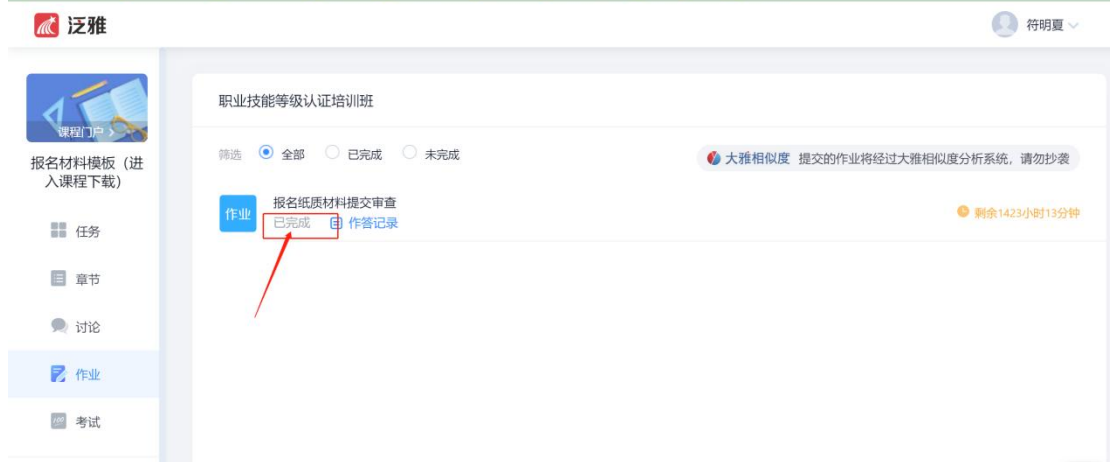 泛雅
符明夏
课程门户 >
报名材料模板（进
入课程下载）
任务
章节
讨论
作业
考试
职业技能等级认证培训班
筛选 全部 已完成 未完成
大雅相似度 提交的作业将经过大雅相似度分析系统，请勿抄袭
作业
报名纸质材料提交审查
已完成 作答记录
剩余1423小时13分钟